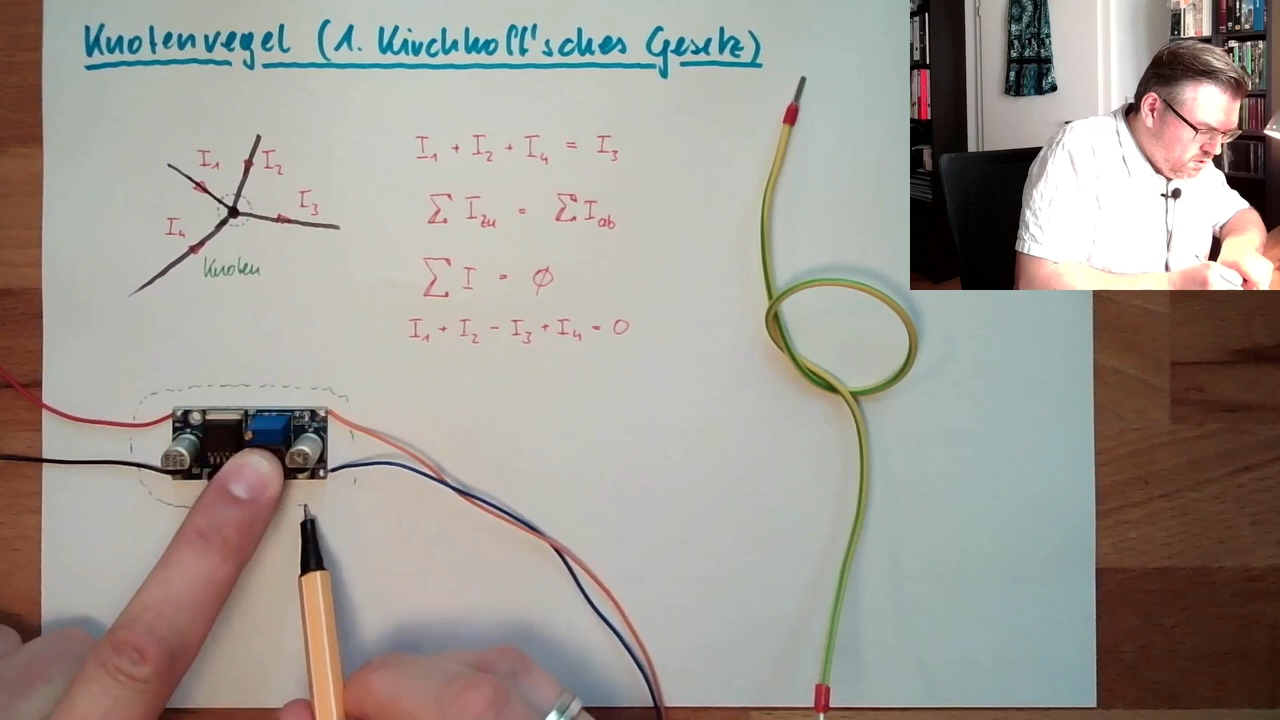 Knotenregel (1. Kirchhoff'sches Gesetz)
I₁
I₂
I₃
I₄
Knoten
I₁ + I₂ + I₄ = I₃
∑ I_zu = ∑ I_ab
∑ I = ∅
I₁ + I₂ − I₃ + I₄ = 0